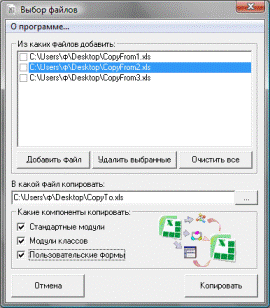 Выбор файлов
О программе...
Из каких файлов добавить:
C:\Users\Ф\Desktop\CopyFrom1.xls
C:\Users\Ф\Desktop\CopyFrom2.xls
C:\Users\Ф\Desktop\CopyFrom3.xls
Добавить файл Удалить выбранные Очистить все
В какой файл копировать:
C:\Users\Ф\Desktop\CopyTo.xls ...
Какие компоненты копировать:
Стандартные модули
Модули классов
Пользовательские формы
Отмена Копировать